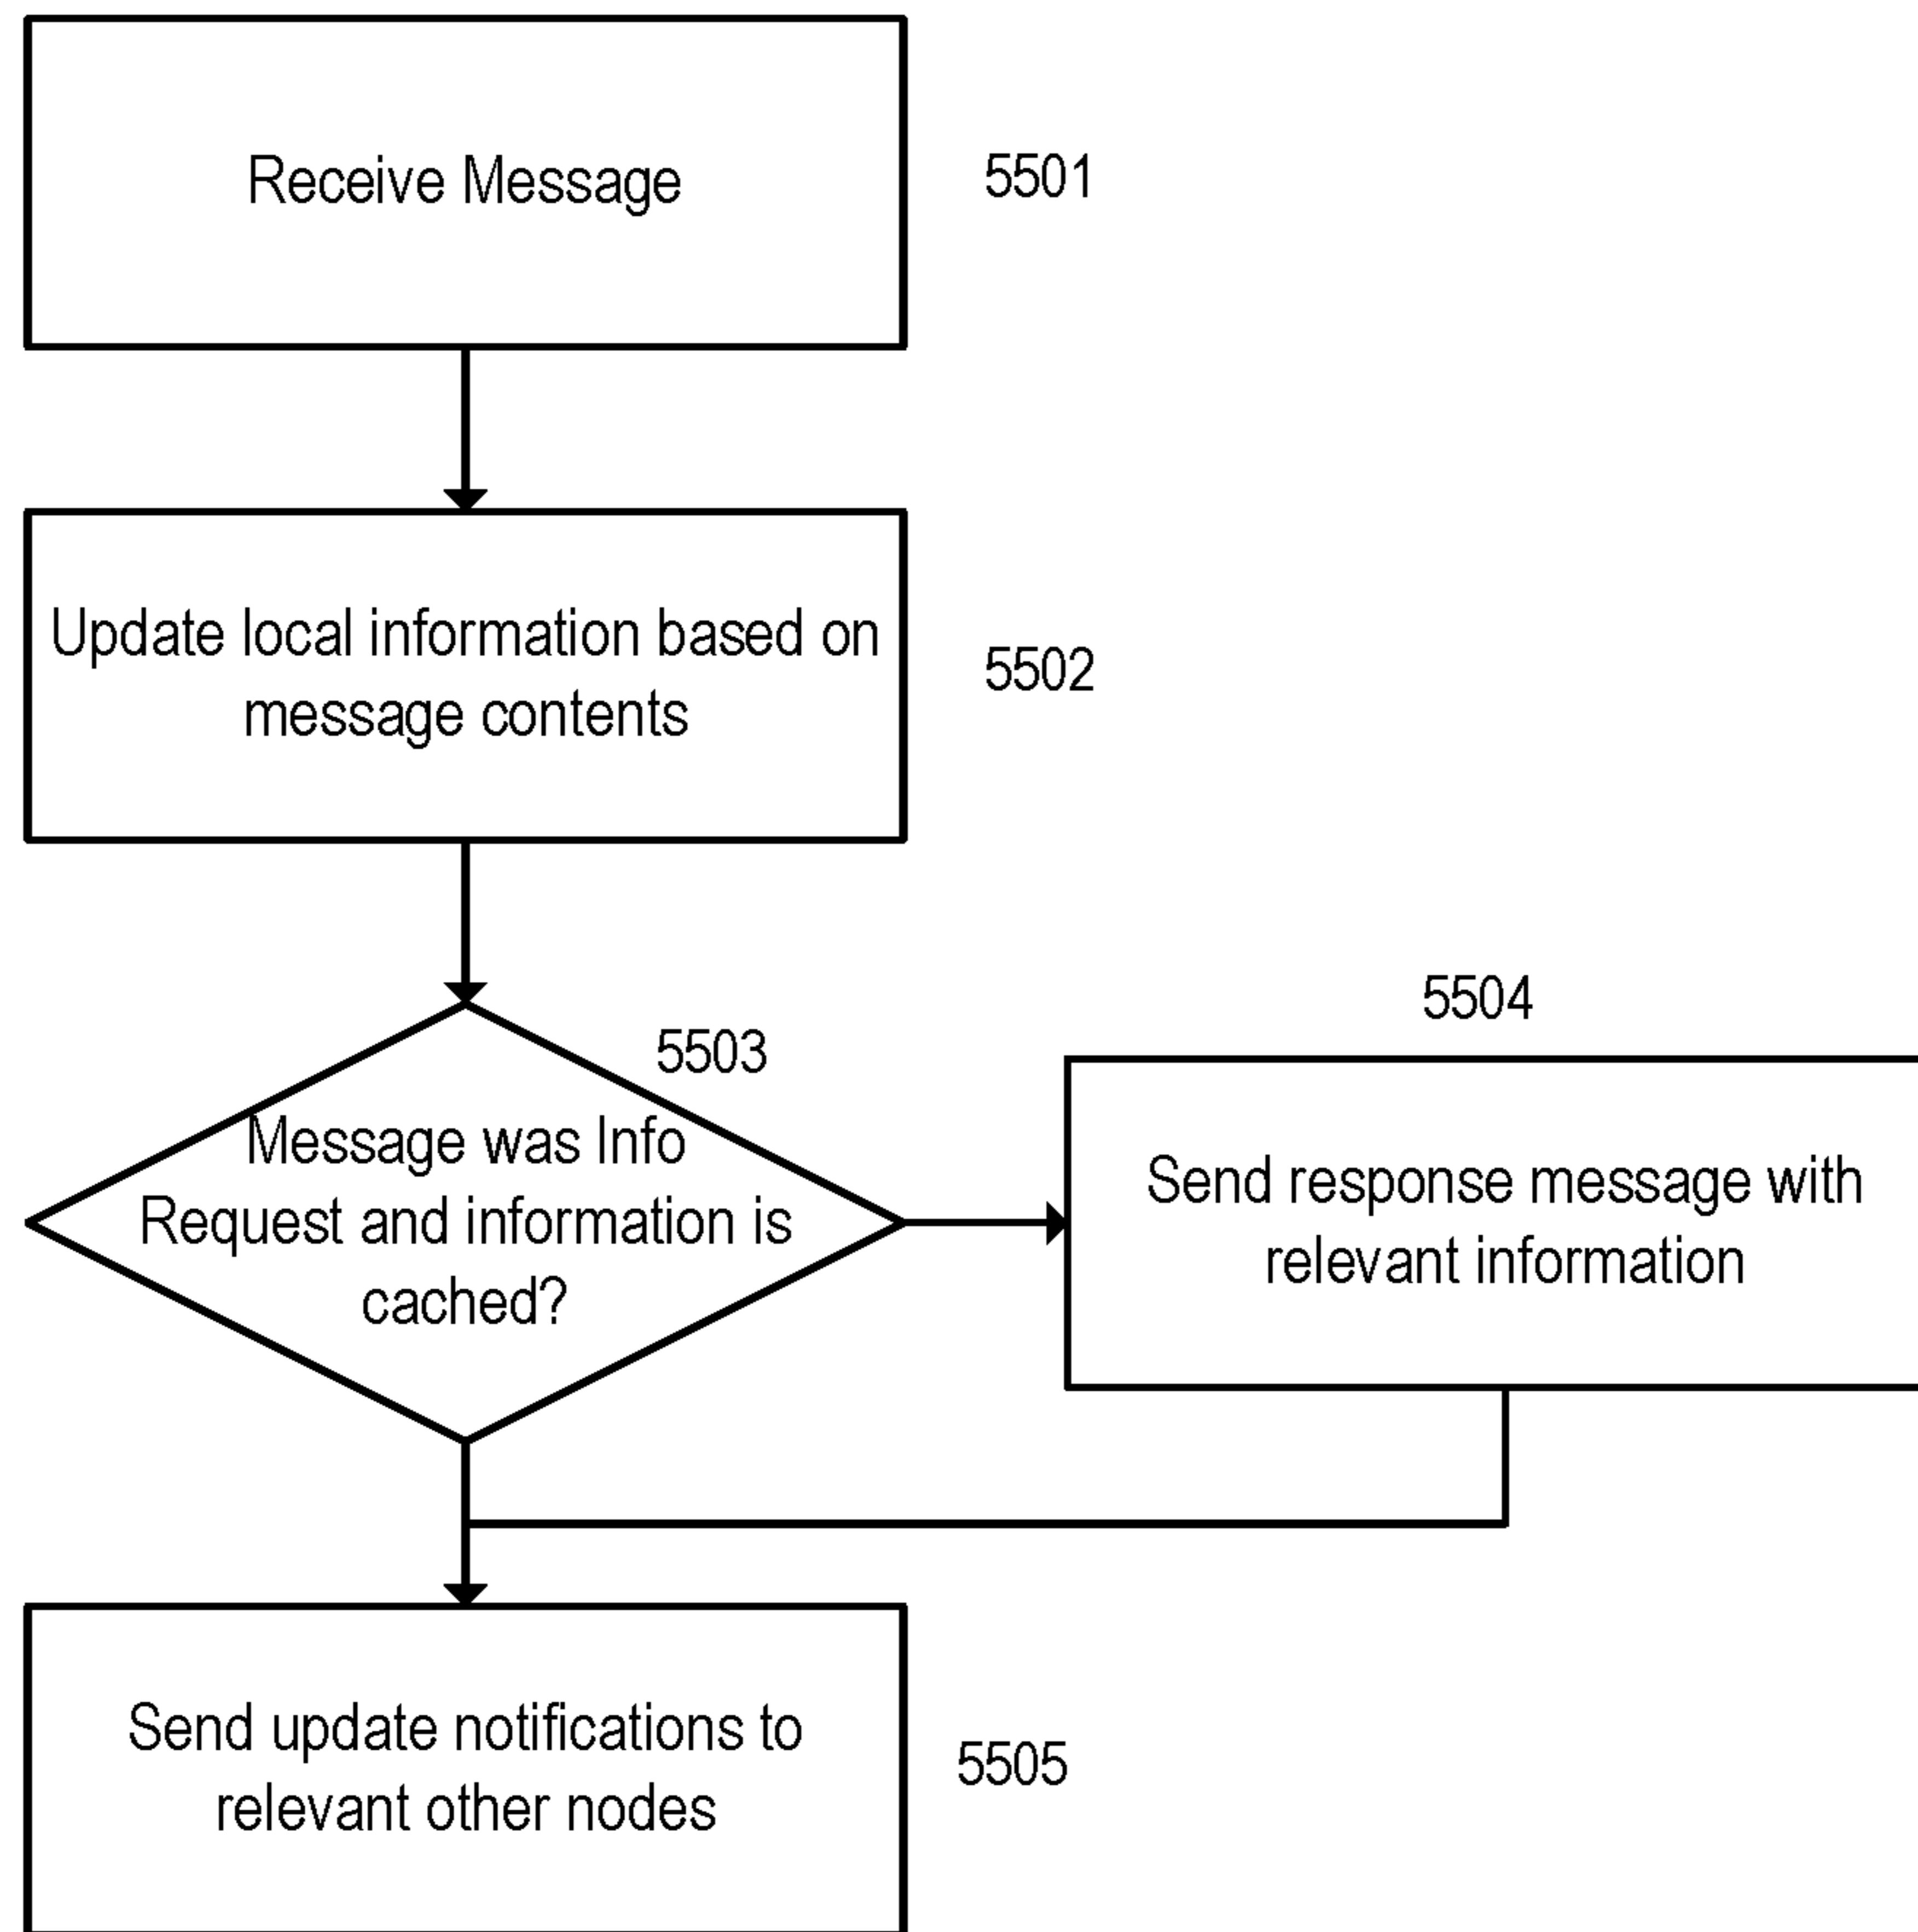 Receive Message
5501
Update local information based on
message contents
5502
5503
Message was Info
Request and information is
cached?
5504
Send response message with
relevant information
Send update notifications to
relevant other nodes
5505